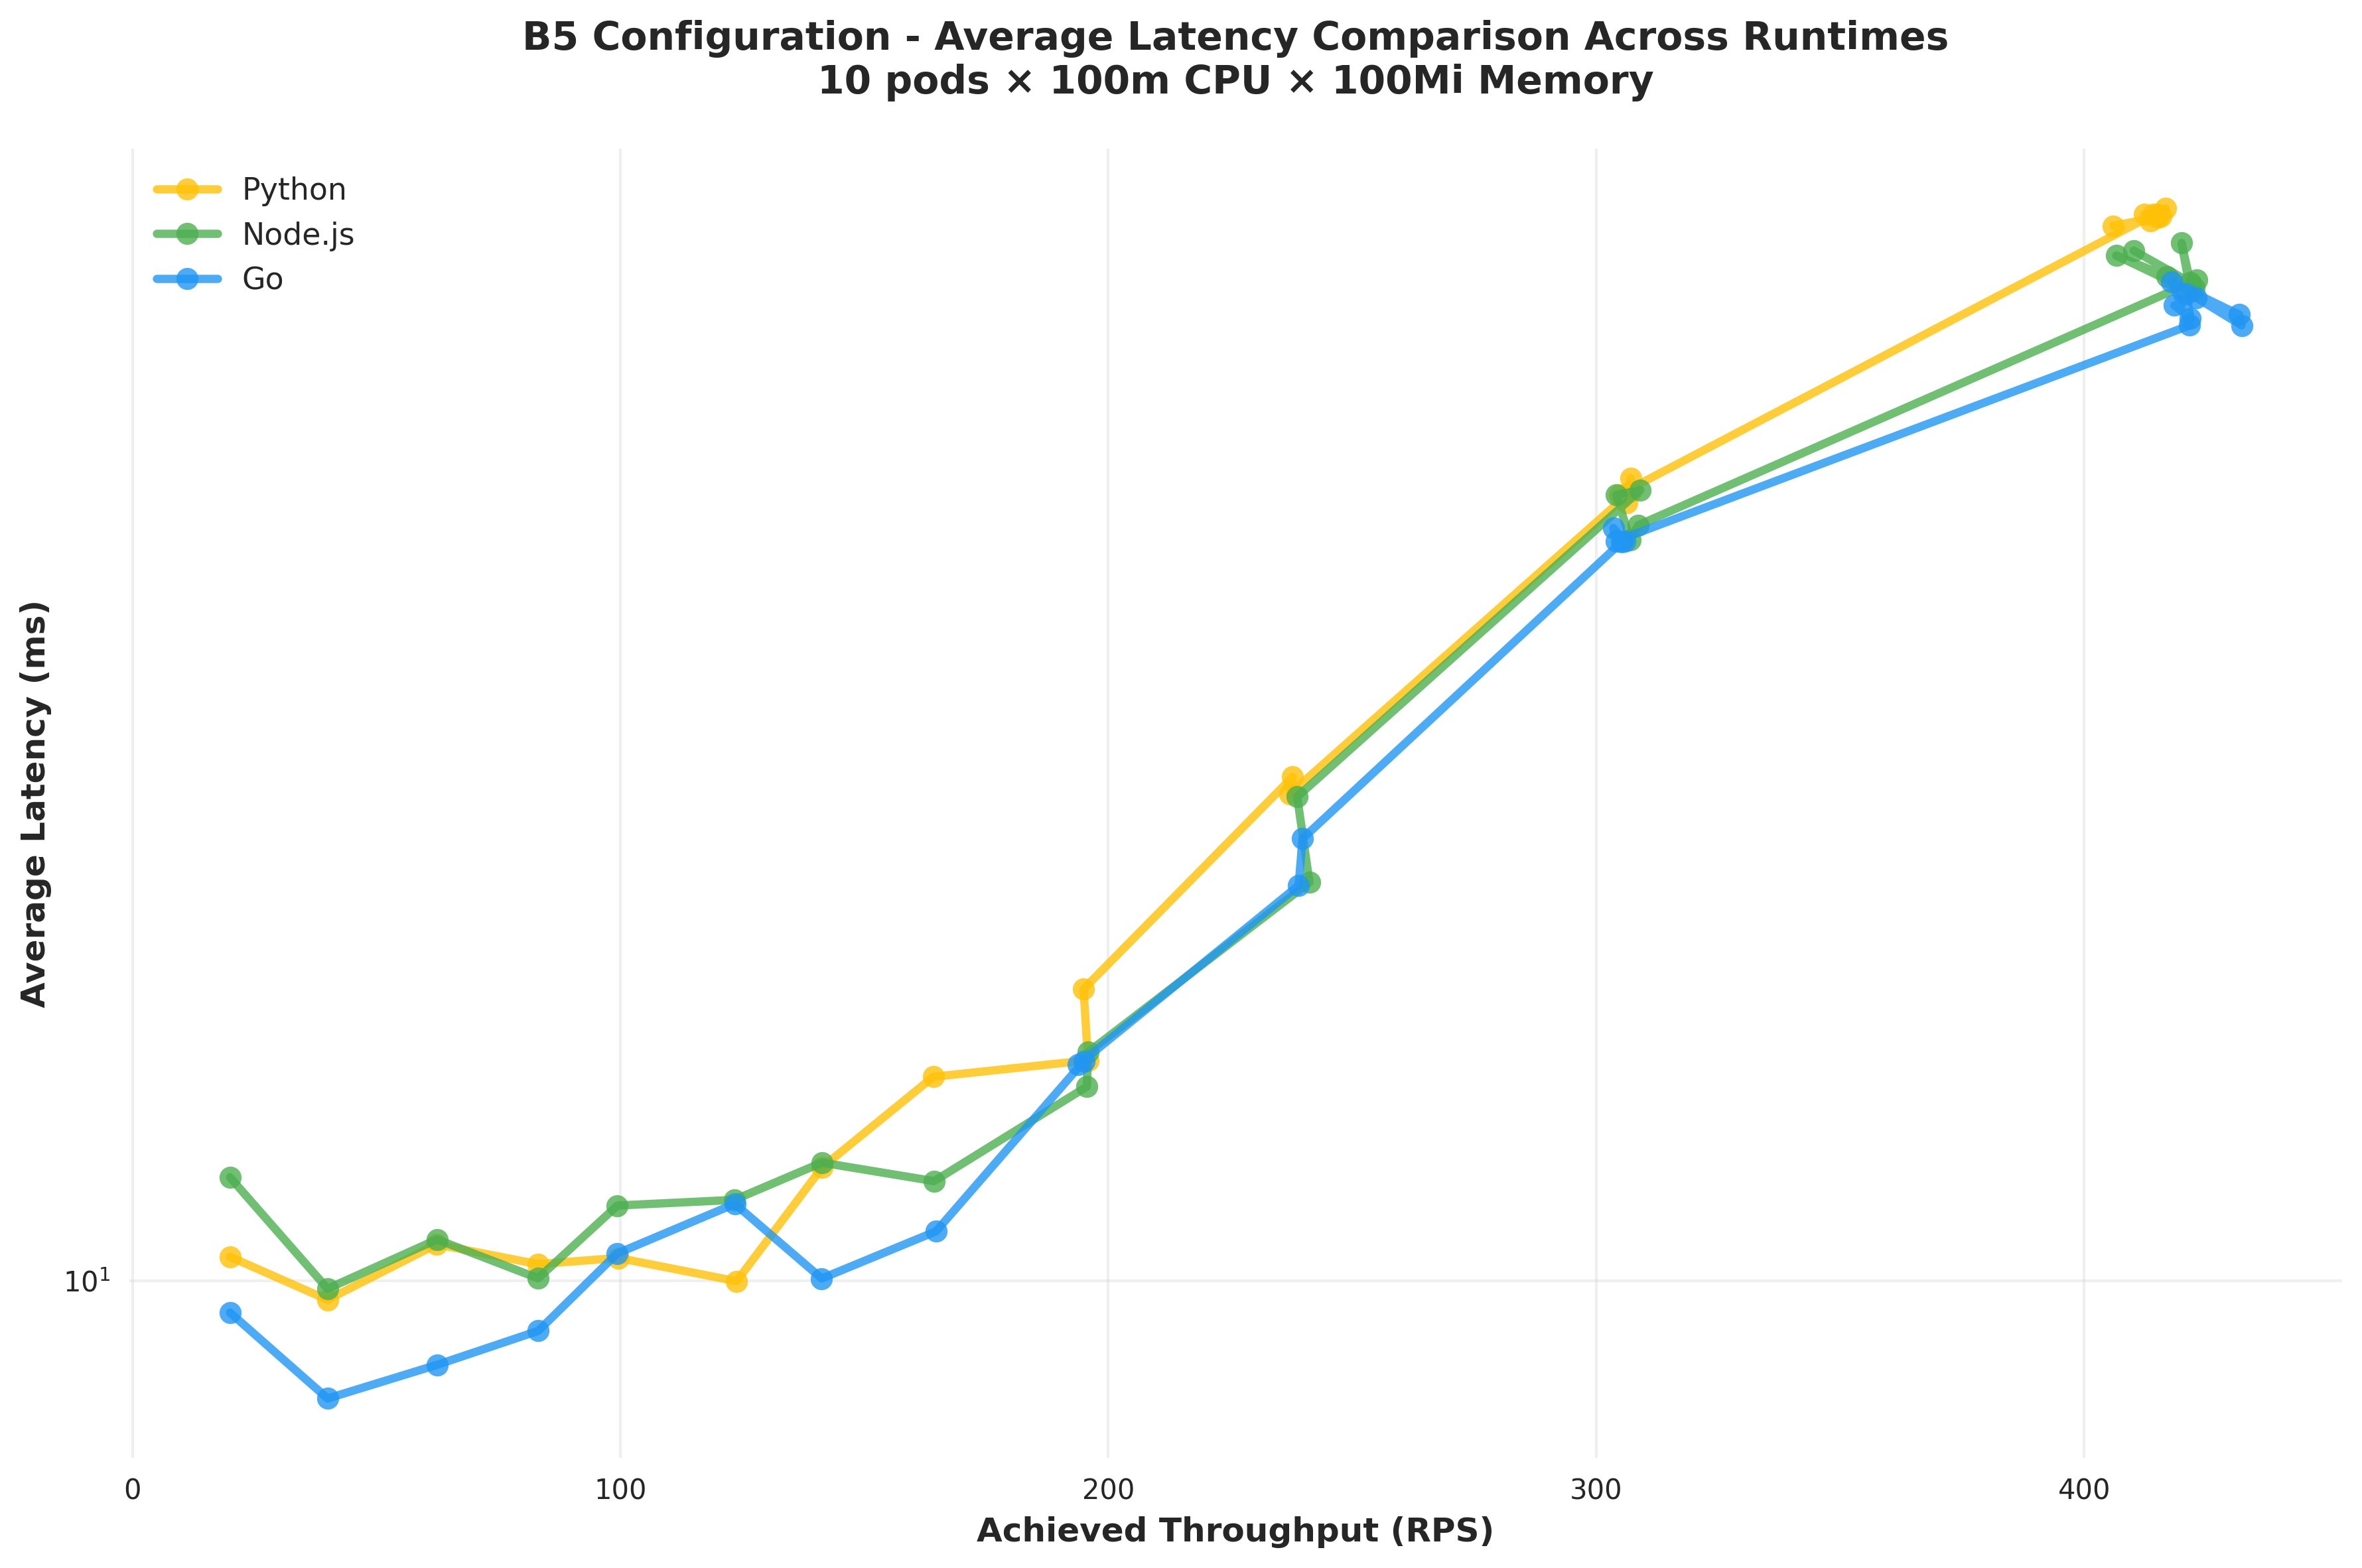 B5 Configuration - Average Latency Comparison Across Runtimes
10 pods × 100m CPU × 100Mi Memory
Python
Node.js
Go
Average Latency (ms)
10¹
0 100 200 300 400
Achieved Throughput (RPS)